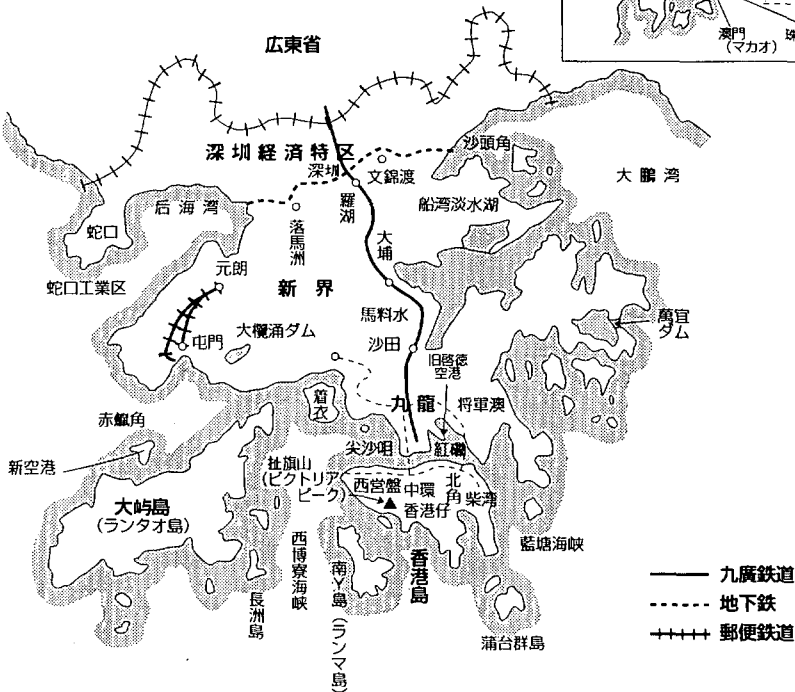 広東省
澳門
(マカオ)
珠
深圳経済特区
深圳
文錦渡
沙頭角
大鵬湾
后海湾
蛇口
蛇口工業区
落馬洲
羅湖
船湾淡水湖
大埔
元朗
新界
馬料水
屯門
大欖涌ダム
沙田
萬宜
ダム
旧啓徳
空港
着衣
九龍
将軍澳
赤鱲角
新空港
尖沙咀
紅磡
扯旗山
(ビクトリア
ピーク)
西営盤
中環
北角
柴湾
香港仔
大屿島
(ランタオ島)
藍塘海峡
西博寮海峡
長洲島
南丫島(ランマ島)
香港島
蒲台群島
九廣鉄道
地下鉄
郵便鉄道